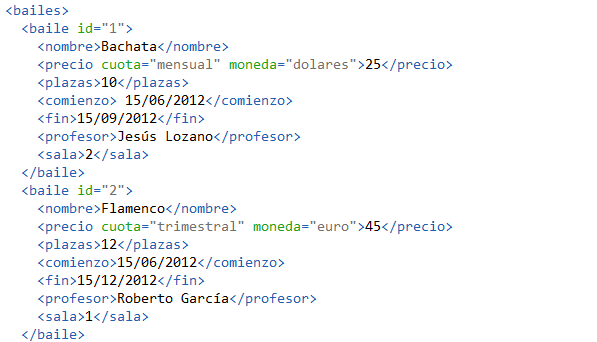 <bailes>
<baile id="1">
<nombre>Bachata</nombre>
<precio cuota="mensual" moneda="dolares">25</precio>
<plazas>10</plazas>
<comienzo> 15/06/2012</comienzo>
<fin>15/09/2012</fin>
<profesor>Jesús Lozano</profesor>
<sala>2</sala>
</baile>
<baile id="2">
<nombre>Flamenco</nombre>
<precio cuota="trimestral" moneda="euro">45</precio>
<plazas>12</plazas>
<comienzo>15/06/2012</comienzo>
<fin>15/12/2012</fin>
<profesor>Roberto García</profesor>
<sala>1</sala>
</baile>